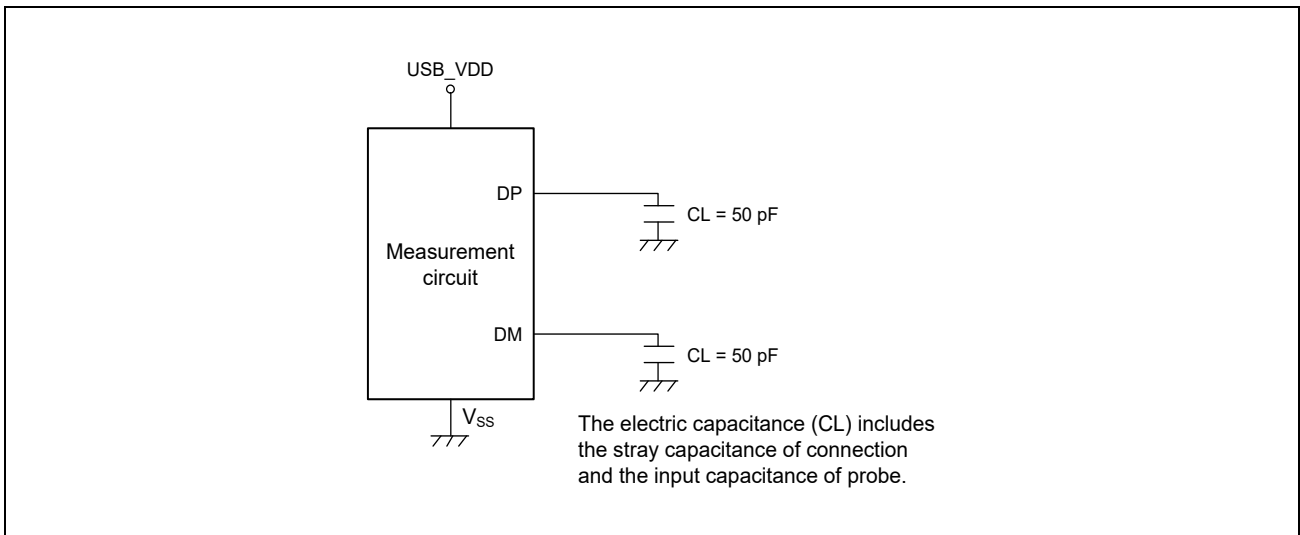 USB_VDD
DP
CL = 50 pF
Measurement
circuit
DM
CL = 50 pF
VSS
The electric capacitance (CL) includes
the stray capacitance of connection
and the input capacitance of probe.